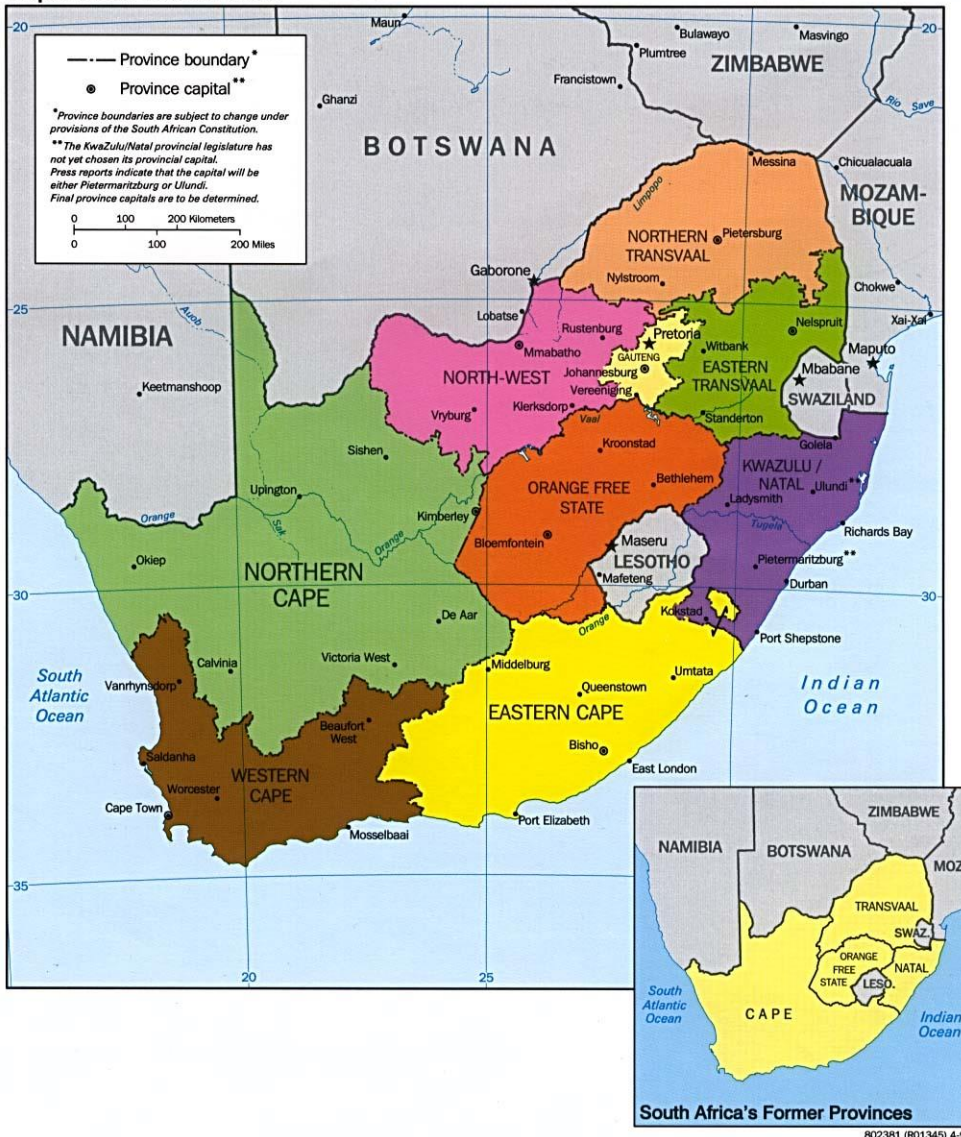 20
20
Maun
Bulawayo
Masvingo
Plumtree
ZIMBABWE
Francistown
Rio Save
Province boundary*
Province capital**
*Province boundaries are subject to change under
provisions of the South African Constitution.
**The KwaZulu/Natal provincial legislature has
not yet chosen its provincial capital.
Press reports indicate that the capital will be
either Pietermaritzburg or Ulundi.
Final province capitals are to be determined.
0 100 200 Kilometers
0 100 200 Miles
Ghanzi
BOTSWANA
Messina
Chicualacuala
MOZAM-
BIQUE
Limpopo
NORTHERN
TRANSVAAL
Pietersburg
Nylstroom
Gaborone
Chokwe
25
25
Xai-Xai
Lobatse
Auob
NAMIBIA
Rustenburg
Pretoria
Nelspruit
Mmabatho
GAUTENG
Witbank
Maputo
Johannesburg
EASTERN
TRANSVAAL
Mbabane
NORTH-WEST
Keetmanshoop
Vereeniging
SWAZILAND
Vryburg
Klerksdorp
Vaal
Standerton
Golela
Sishen
Kroonstad
KWAZULU /
NATAL
Bethlehem
Ulundi**
Upington
ORANGE FREE
STATE
Ladysmith
Orange
Sak
Kimberley
Tugela
Richards Bay
Orange
Bloemfontein
Maseru
Okiep
LESOTHO
Pietermaritzburg**
NORTHERN
CAPE
Mafeteng
Durban
30
30
Kokstad
De Aar
Orange
Port Shepstone
Calvinia
Victoria West
Middelburg
Umtata
South
Atlantic
Ocean
Vanrhynsdorp
Queenstown
Indian
Ocean
Beaufort
West
EASTERN CAPE
Bisho
Saldanha
WESTERN
CAPE
East London
Worcester
Cape Town
Port Elizabeth
Mosselbaai
35
20
25
ZIMBABWE
NAMIBIA
BOTSWANA
MOZ
TRANSVAAL
SWAZ.
ORANGE
FREE
STATE
NATAL
LESO.
South
Atlantic
Ocean
CAPE
Indian
Ocean
South Africa's Former Provinces